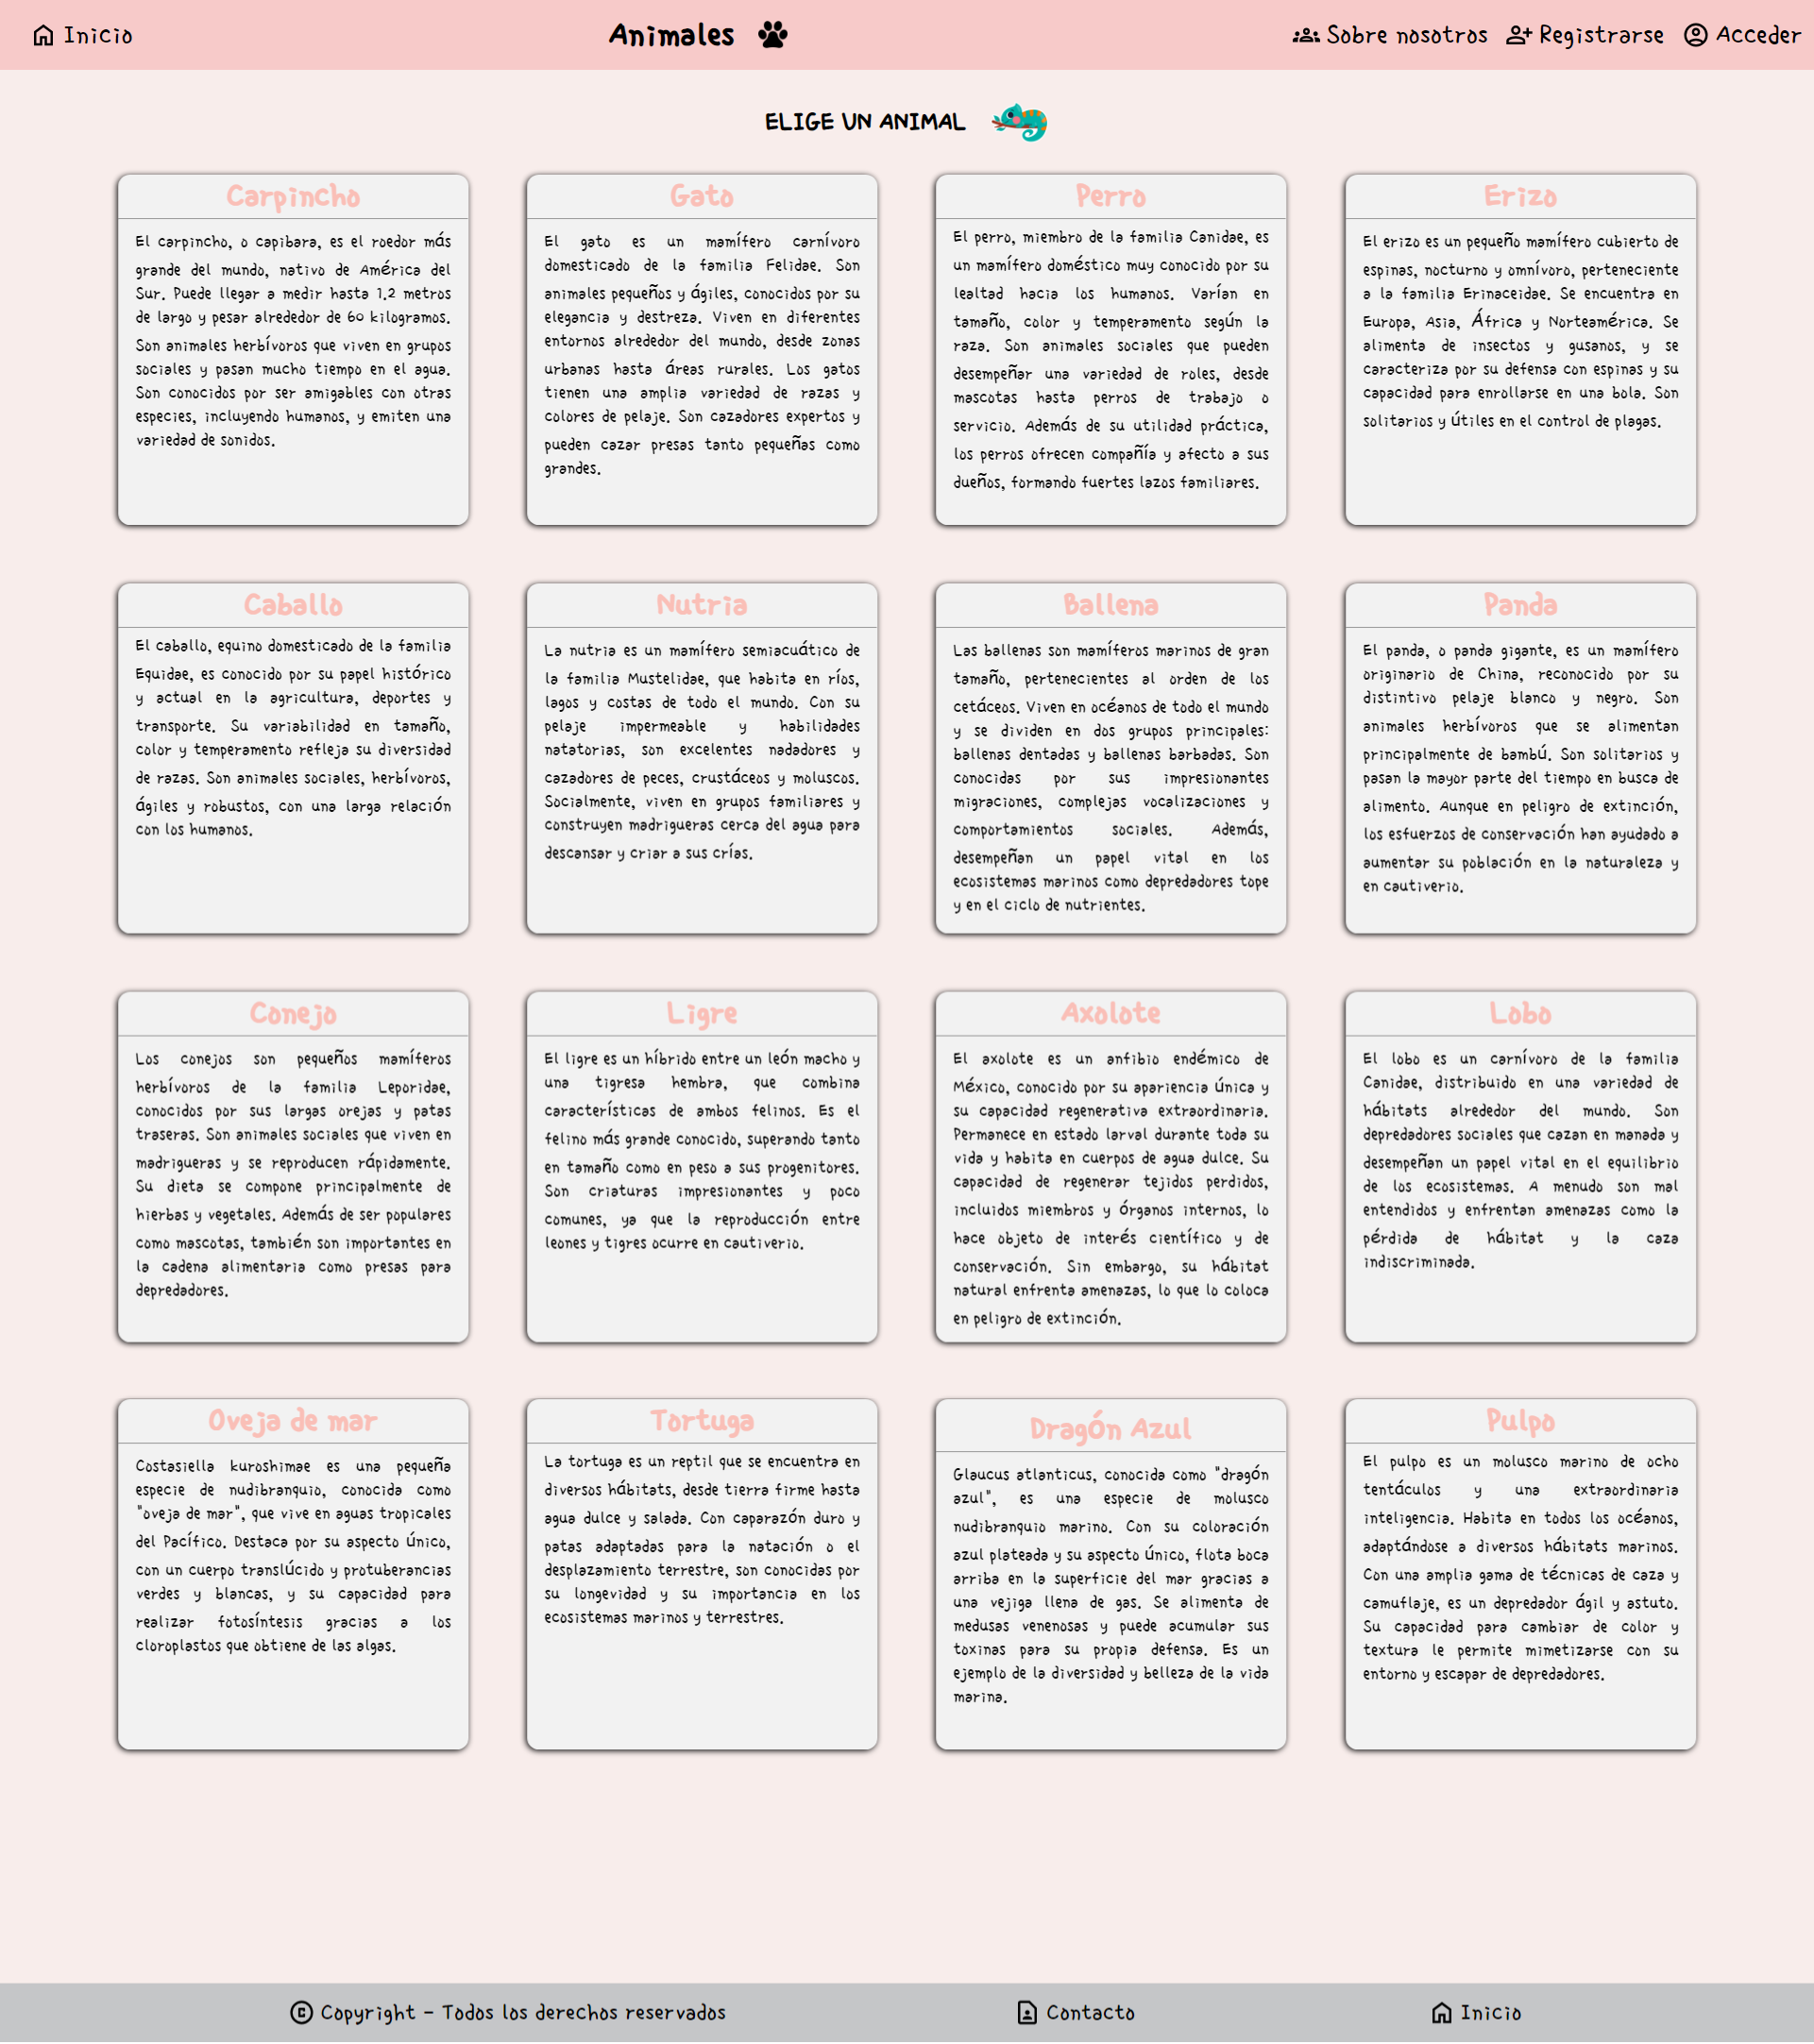 Inicio
Animales
Sobre nosotros
Registrarse
Acceder
ELIGE UN ANIMAL
Carpincho
El carpincho, o capibara, es el roedor más
grande del mundo, nativo de América del
Sur. Puede llegar a medir hasta 1.2 metros
de largo y pesar alrededor de 60 kilogramos.
Son animales herbívoros que viven en grupos
sociales y pasan mucho tiempo en el agua.
Son conocidos por ser amigables con otras
especies, incluyendo humanos, y emiten una
variedad de sonidos.
Gato
El gato es un mamífero carnívoro
domesticado de la familia Felidae. Son
animales pequeños y ágiles, conocidos por su
elegancia y destreza. Viven en diferentes
entornos alrededor del mundo, desde zonas
urbanas hasta áreas rurales. Los gatos
tienen una amplia variedad de razas y
colores de pelaje. Son cazadores expertos y
pueden cazar presas tanto pequeñas como
grandes.
Perro
El perro, miembro de la familia Canidae, es
un mamífero doméstico muy conocido por su
lealtad hacia los humanos. Varían en
tamaño, color y temperamento según la
raza. Son animales sociales que pueden
desempeñar una variedad de roles, desde
mascotas hasta perros de trabajo o
servicio. Además de su utilidad práctica,
los perros ofrecen compañía y afecto a sus
dueños, formando fuertes lazos familiares.
Erizo
El erizo es un pequeño mamífero cubierto de
espinas, nocturno y omnívoro, perteneciente
a la familia Erinaceidae. Se encuentra en
Europa, Asia, África y Norteamérica. Se
alimenta de insectos y gusanos, y se
caracteriza por su defensa con espinas y su
capacidad para enrollarse en una bola. Son
solitarios y útiles en el control de plagas.
Caballo
El caballo, equino domesticado de la familia
Equidae, es conocido por su papel histórico
y actual en la agricultura, deportes y
transporte. Su variabilidad en tamaño,
color y temperamento refleja su diversidad
de razas. Son animales sociales, herbívoros,
ágiles y robustos, con una larga relación
con los humanos.
Nutria
La nutria es un mamífero semiacuático de
la familia Mustelidae, que habita en ríos,
lagos y costas de todo el mundo. Con su
pelaje impermeable y habilidades
natatorias, son excelentes nadadores y
cazadores de peces, crustáceos y moluscos.
Socialmente, viven en grupos familiares y
construyen madrigueras cerca del agua para
descansar y criar a sus crías.
Ballena
Las ballenas son mamíferos marinos de gran
tamaño, pertenecientes al orden de los
cetáceos. Viven en océanos de todo el mundo
y se dividen en dos grupos principales:
ballenas dentadas y ballenas barbadas. Son
conocidas por sus impresionantes
migraciones, complejas vocalizaciones y
comportamientos sociales. Además,
desempeñan un papel vital en los
ecosistemas marinos como depredadores tope
y en el ciclo de nutrientes.
Panda
El panda, o panda gigante, es un mamífero
originario de China, reconocido por su
distintivo pelaje blanco y negro. Son
animales herbívoros que se alimentan
principalmente de bambú. Son solitarios y
pasan la mayor parte del tiempo en busca de
alimento. Aunque en peligro de extinción,
los esfuerzos de conservación han ayudado a
aumentar su población en la naturaleza y
en cautiverio.
Conejo
Los conejos son pequeños mamíferos
herbívoros de la familia Leporidae,
conocidos por sus largas orejas y patas
traseras. Son animales sociales que viven en
madrigueras y se reproducen rápidamente.
Su dieta se compone principalmente de
hierbas y vegetales. Además de ser populares
como mascotas, también son importantes en
la cadena alimentaria como presas para
depredadores.
Ligre
El ligre es un híbrido entre un león macho y
una tigresa hembra, que combina
características de ambos felinos. Es el
felino más grande conocido, superando tanto
en tamaño como en peso a sus progenitores.
Son criaturas impresionantes y poco
comunes, ya que la reproducción entre
leones y tigres ocurre en cautiverio.
Axolote
El axolote es un anfibio endémico de
México, conocido por su apariencia única y
su capacidad regenerativa extraordinaria.
Permanece en estado larval durante toda su
vida y habita en cuerpos de agua dulce. Su
capacidad de regenerar tejidos perdidos,
incluidos miembros y órganos internos, lo
hace objeto de interés científico y de
conservación. Sin embargo, su hábitat
natural enfrenta amenazas, lo que lo coloca
en peligro de extinción.
Lobo
El lobo es un carnívoro de la familia
Canidae, distribuido en una variedad de
hábitats alrededor del mundo. Son
depredadores sociales que cazan en manada y
desempeñan un papel vital en el equilibrio
de los ecosistemas. A menudo son mal
entendidos y enfrentan amenazas como la
pérdida de hábitat y la caza
indiscriminada.
Oveja de mar
Costasiella kuroshimae es una pequeña
especie de nudibranquio, conocida como
"oveja de mar", que vive en aguas tropicales
del Pacífico. Destaca por su aspecto único,
con un cuerpo translúcido y protuberancias
verdes y blancas, y su capacidad para
realizar fotosíntesis gracias a los
cloroplastos que obtiene de las algas.
Tortuga
La tortuga es un reptil que se encuentra en
diversos hábitats, desde tierra firme hasta
agua dulce y salada. Con caparazón duro y
patas adaptadas para la natación o el
desplazamiento terrestre, son conocidas por
su longevidad y su importancia en los
ecosistemas marinos y terrestres.
Dragón Azul
Glaucus atlanticus, conocida como "dragón
azul", es una especie de molusco
nudibranquio marino. Con su coloración
azul plateada y su aspecto único, flota boca
arriba en la superficie del mar gracias a
una vejiga llena de gas. Se alimenta de
medusas venenosas y puede acumular sus
toxinas para su propia defensa. Es un
ejemplo de la diversidad y belleza de la vida
marina.
Pulpo
El pulpo es un molusco marino de ocho
tentáculos y una extraordinaria
inteligencia. Habita en todos los océanos,
adaptándose a diversos hábitats marinos.
Con una amplia gama de técnicas de caza y
camuflaje, es un depredador ágil y astuto.
Su capacidad para cambiar de color y
textura le permite mimetizarse con su
entorno y escapar de depredadores.
Copyright - Todos los derechos reservados
Contacto
Inicio